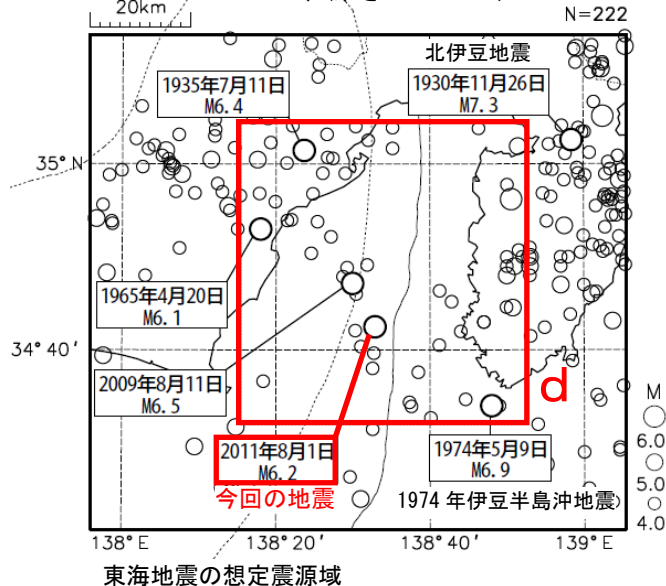 20km
N=222
北伊豆地震
1935年7月11日
M6.4
1930年11月26日
M7.3
35°N
1965年4月20日
M6.1
34°40′
2009年8月11日
M6.5
d
2011年8月1日
M6.2
今回の地震
1974年5月9日
M6.9
1974年伊豆半島沖地震
M
6.0
5.0
4.0
138°E
138°20′
138°40′
139°E
東海地震の想定震源域